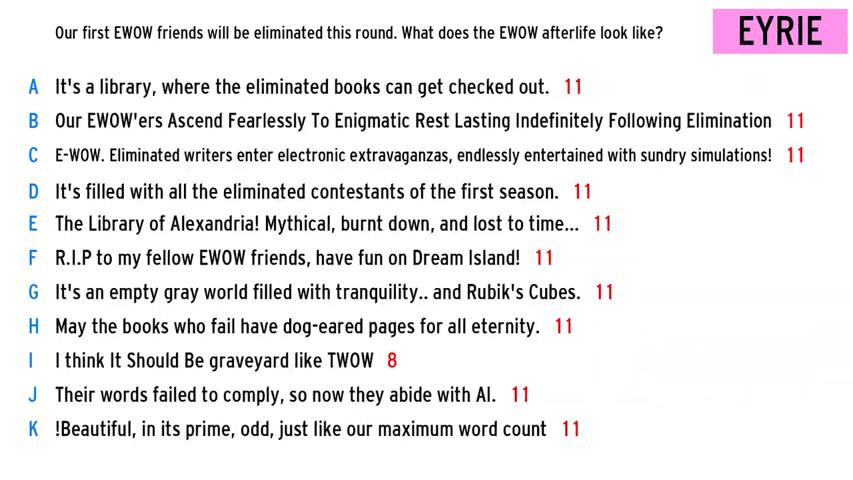 Our first EWOW friends will be eliminated this round. What does the EWOW afterlife look like?
EYRIE
A It's a library, where the eliminated books can get checked out. 11
B Our EWOW'ers Ascend Fearlessly To Enigmatic Rest Lasting Indefinitely Following Elimination 11
C E-WOW. Eliminated writers enter electronic extravaganzas, endlessly entertained with sundry simulations! 11
D It's filled with all the eliminated contestants of the first season. 11
E The Library of Alexandria! Mythical, burnt down, and lost to time... 11
F R.I.P to my fellow EWOW friends, have fun on Dream Island! 11
G It's an empty gray world filled with tranquility.. and Rubik's Cubes. 11
H May the books who fail have dog-eared pages for all eternity. 11
I I think It Should Be graveyard like TWOW 8
J Their words failed to comply, so now they abide with AI. 11
K !Beautiful, in its prime, odd, just like our maximum word count 11